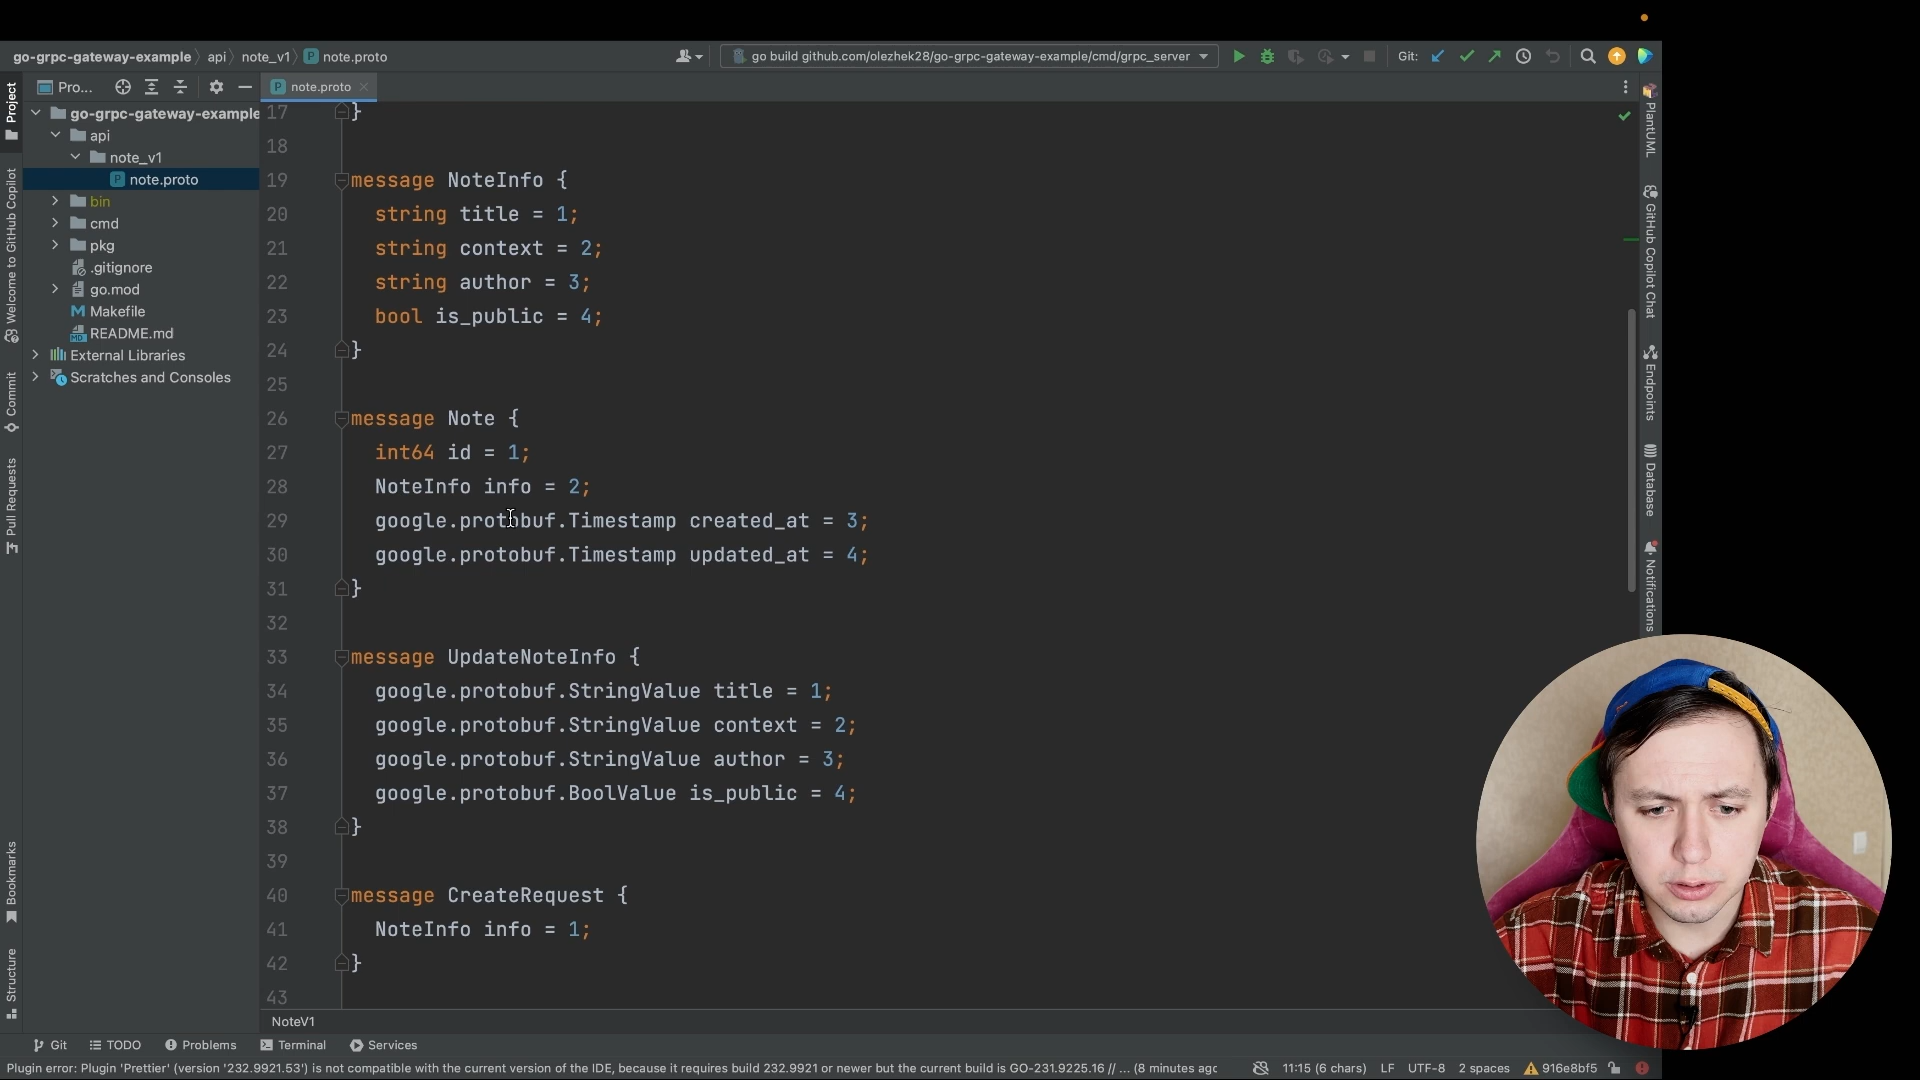 go-grpc-gateway-example api note_v1 note.proto
go build github.com/olezhek28/go-grpc-gateway-example/cmd/grpc_server
Git:
Pro...
note.proto
go-grpc-gateway-example
api
note_v1
note.proto
bin
cmd
pkg
.gitignore
go.mod
Makefile
README.md
External Libraries
Scratches and Consoles
Project
Welcome to GitHub Copilot
Commit
Pull Requests
Bookmarks
Structure
17 }
18
19 message NoteInfo {
20 string title = 1;
21 string context = 2;
22 string author = 3;
23 bool is_public = 4;
24 }
25
26 message Note {
27 int64 id = 1;
28 NoteInfo info = 2;
29 google.protobuf.Timestamp created_at = 3;
30 google.protobuf.Timestamp updated_at = 4;
31 }
32
33 message UpdateNoteInfo {
34 google.protobuf.StringValue title = 1;
35 google.protobuf.StringValue context = 2;
36 google.protobuf.StringValue author = 3;
37 google.protobuf.BoolValue is_public = 4;
38 }
39
40 message CreateRequest {
41 NoteInfo info = 1;
42 }
43
PlantUML
GitHub Copilot Chat
Endpoints
Database
Notifications
NoteV1
Git TODO Problems Terminal Services
Plugin error: Plugin 'Prettier' (version '232.9921.53') is not compatible with the current version of the IDE, because it requires build 232.9921 or newer but the current build is GO-231.9225.16 // ... (8 minutes ago
11:15 (6 chars) LF UTF-8 2 spaces 916e8bf5